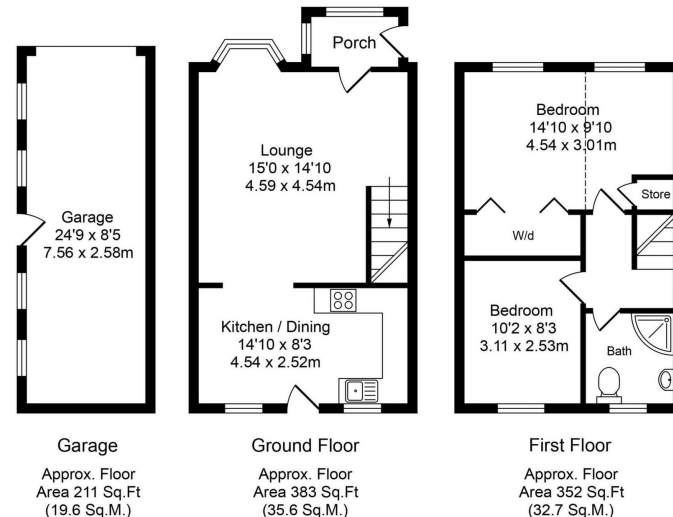 Garage
24'9 x 8'5
7.56 x 2.58m
Garage
Approx. Floor
Area 211 Sq.Ft
(19.6 Sq.M.)
Porch
Lounge
15'0 x 14'10
4.59 x 4.54m
Kitchen / Dining
14'10 x 8'3
4.54 x 2.52m
Ground Floor
Approx. Floor
Area 383 Sq.Ft
(35.6 Sq.M.)
Bedroom
14'10 x 9'10
4.54 x 3.01m
Store
W/d
Bedroom
10'2 x 8'3
3.11 x 2.53m
Bath
First Floor
Approx. Floor
Area 352 Sq.Ft
(32.7 Sq.M.)